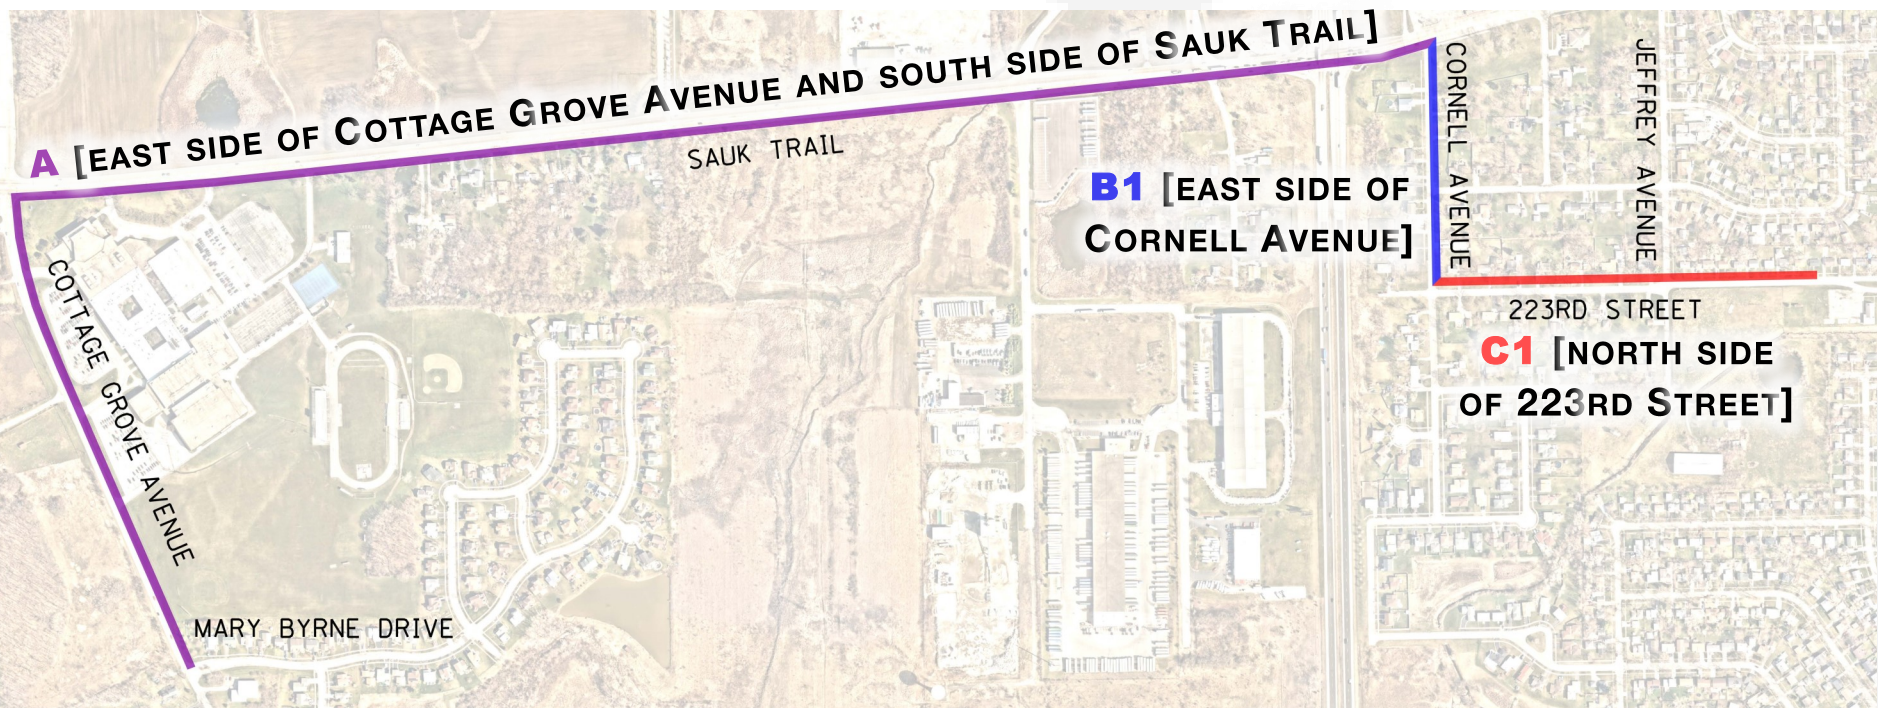 A [EAST SIDE OF COTTAGE GROVE AVENUE AND SOUTH SIDE OF SAUK TRAIL]
SAUK TRAIL
CORNELL AVENUE
JEFFREY AVENUE
B1 [EAST SIDE OF
CORNELL AVENUE]
COTTAGE GROVE AVENUE
223RD STREET
C1 [NORTH SIDE
OF 223RD STREET]
MARY BYRNE DRIVE